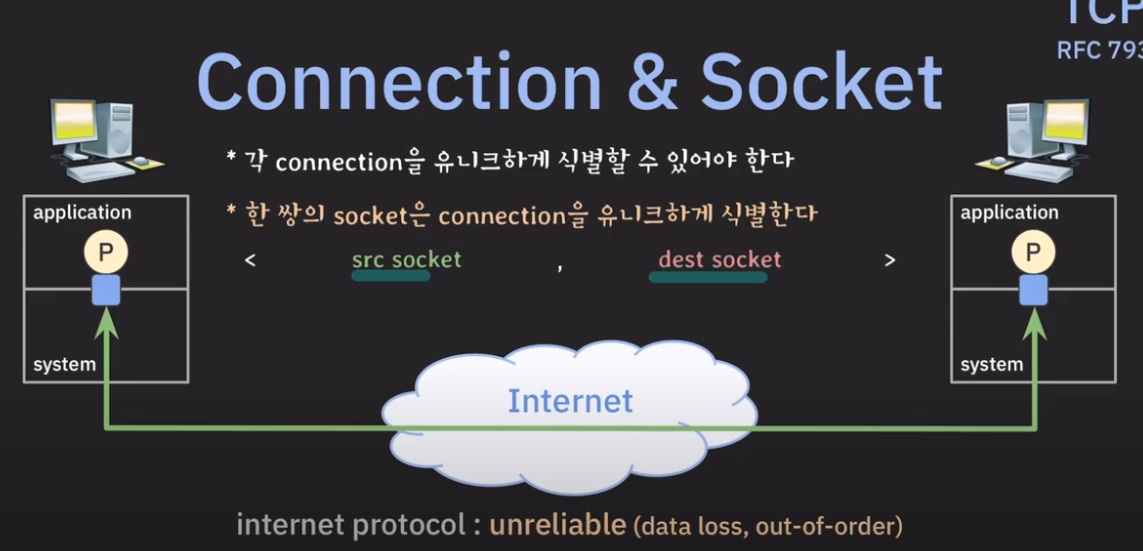 TCP
RFC 793
Connection & Socket
* 각 connection을 유니크하게 식별할 수 있어야 한다
* 한 쌍의 socket은 connection을 유니크하게 식별한다
< src socket , dest socket >
application
P
system
application
P
system
Internet
internet protocol : unreliable (data loss, out-of-order)